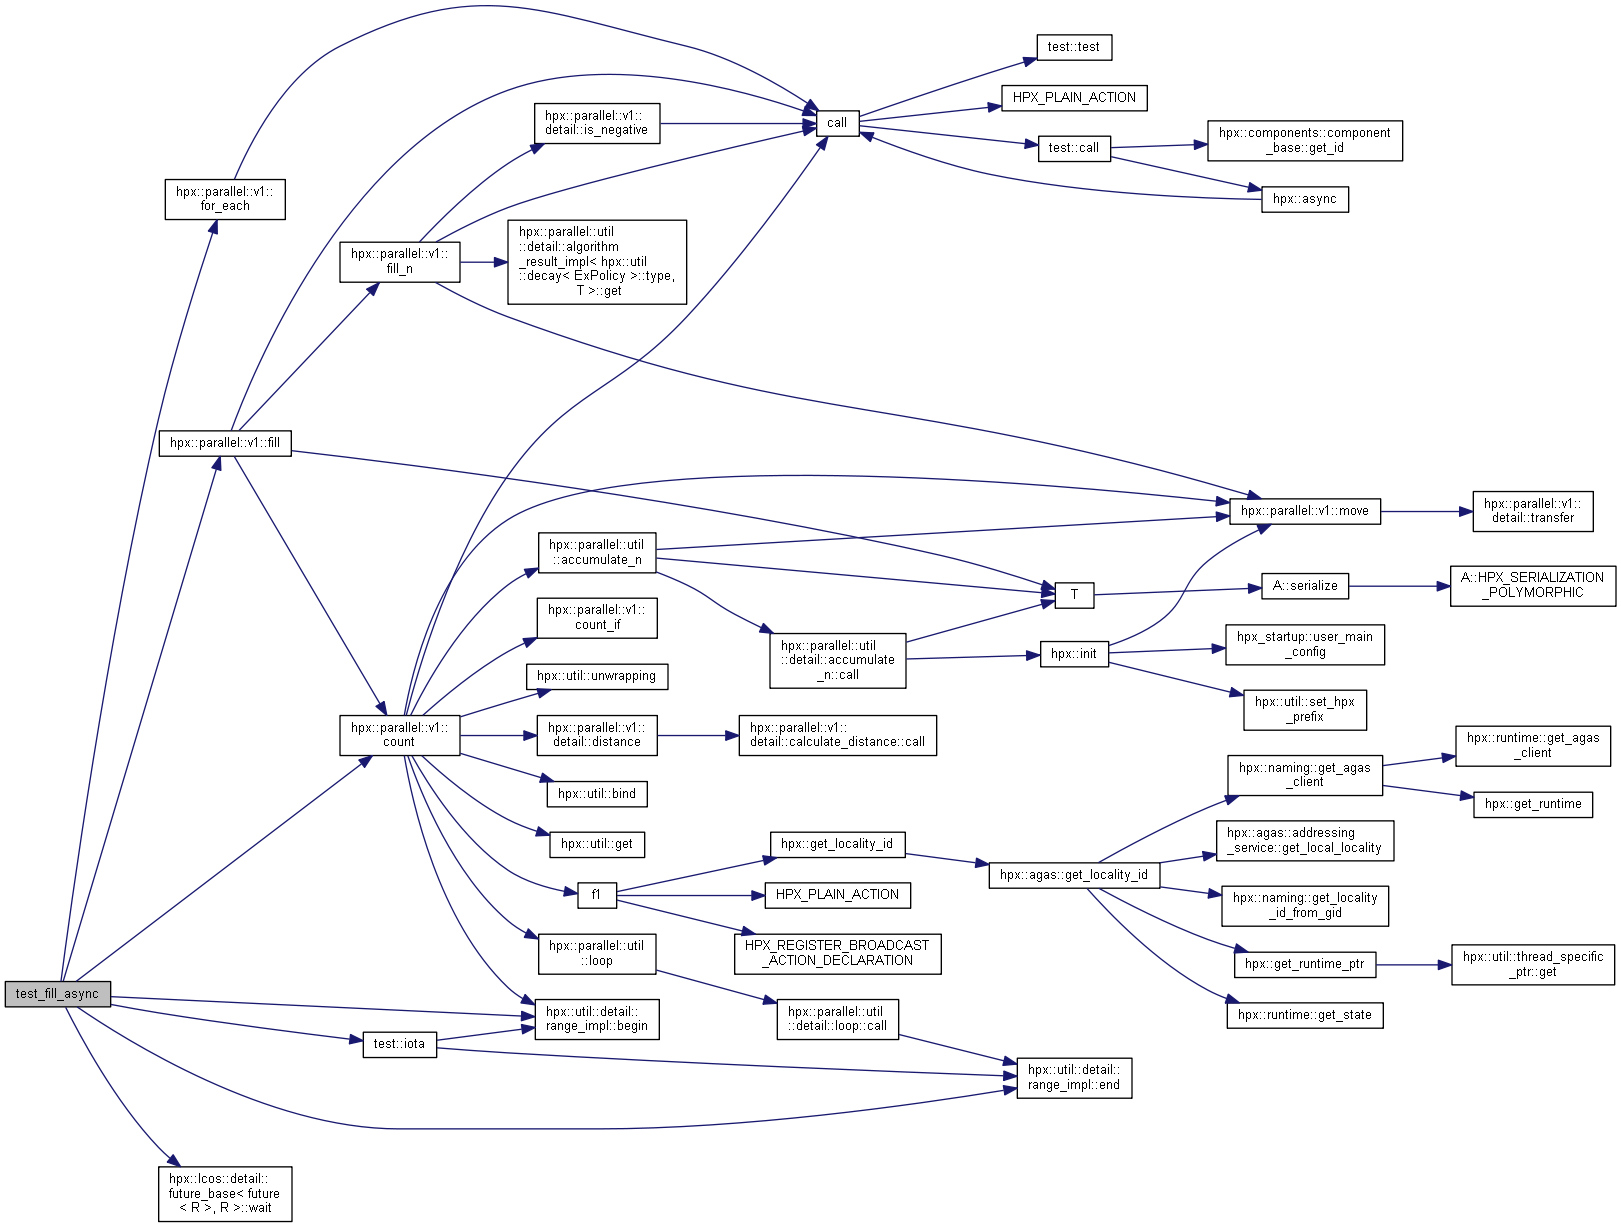 test::test
HPX_PLAIN_ACTION
hpx::parallel::v1::
detail::is_negative
call
hpx::components::component
_base::get_id
test::call
hpx::parallel::v1::
for_each
hpx::async
hpx::parallel::v1::
fill_n
hpx::parallel::util
::detail::algorithm
_result_impl< hpx::util
::decay< ExPolicy >::type,
T >::get
hpx::parallel::v1::fill
hpx::parallel::v1::move
hpx::parallel::v1::
detail::transfer
hpx::parallel::util
::accumulate_n
T
A::serialize
A::HPX_SERIALIZATION
_POLYMORPHIC
hpx::parallel::v1::
count_if
hpx::parallel::util
::detail::accumulate
_n::call
hpx::init
hpx_startup::user_main
_config
hpx::util::unwrapping
hpx::util::set_hpx
_prefix
hpx::parallel::v1::
count
hpx::parallel::v1::
detail::distance
hpx::parallel::v1::
detail::calculate_distance::call
hpx::runtime::get_agas
_client
hpx::naming::get_agas
_client
hpx::util::bind
hpx::get_runtime
hpx::util::get
hpx::get_locality_id
hpx::agas::addressing
_service::get_local_locality
hpx::agas::get_locality_id
f1
HPX_PLAIN_ACTION
hpx::naming::get_locality
_id_from_gid
hpx::parallel::util
::loop
HPX_REGISTER_BROADCAST
_ACTION_DECLARATION
hpx::get_runtime_ptr
hpx::util::thread_specific
_ptr::get
test_fill_async
hpx::util::detail::
range_impl::begin
hpx::parallel::util
::detail::loop::call
hpx::runtime::get_state
test::iota
hpx::util::detail::
range_impl::end
hpx::lcos::detail::
future_base< future
< R >, R >::wait